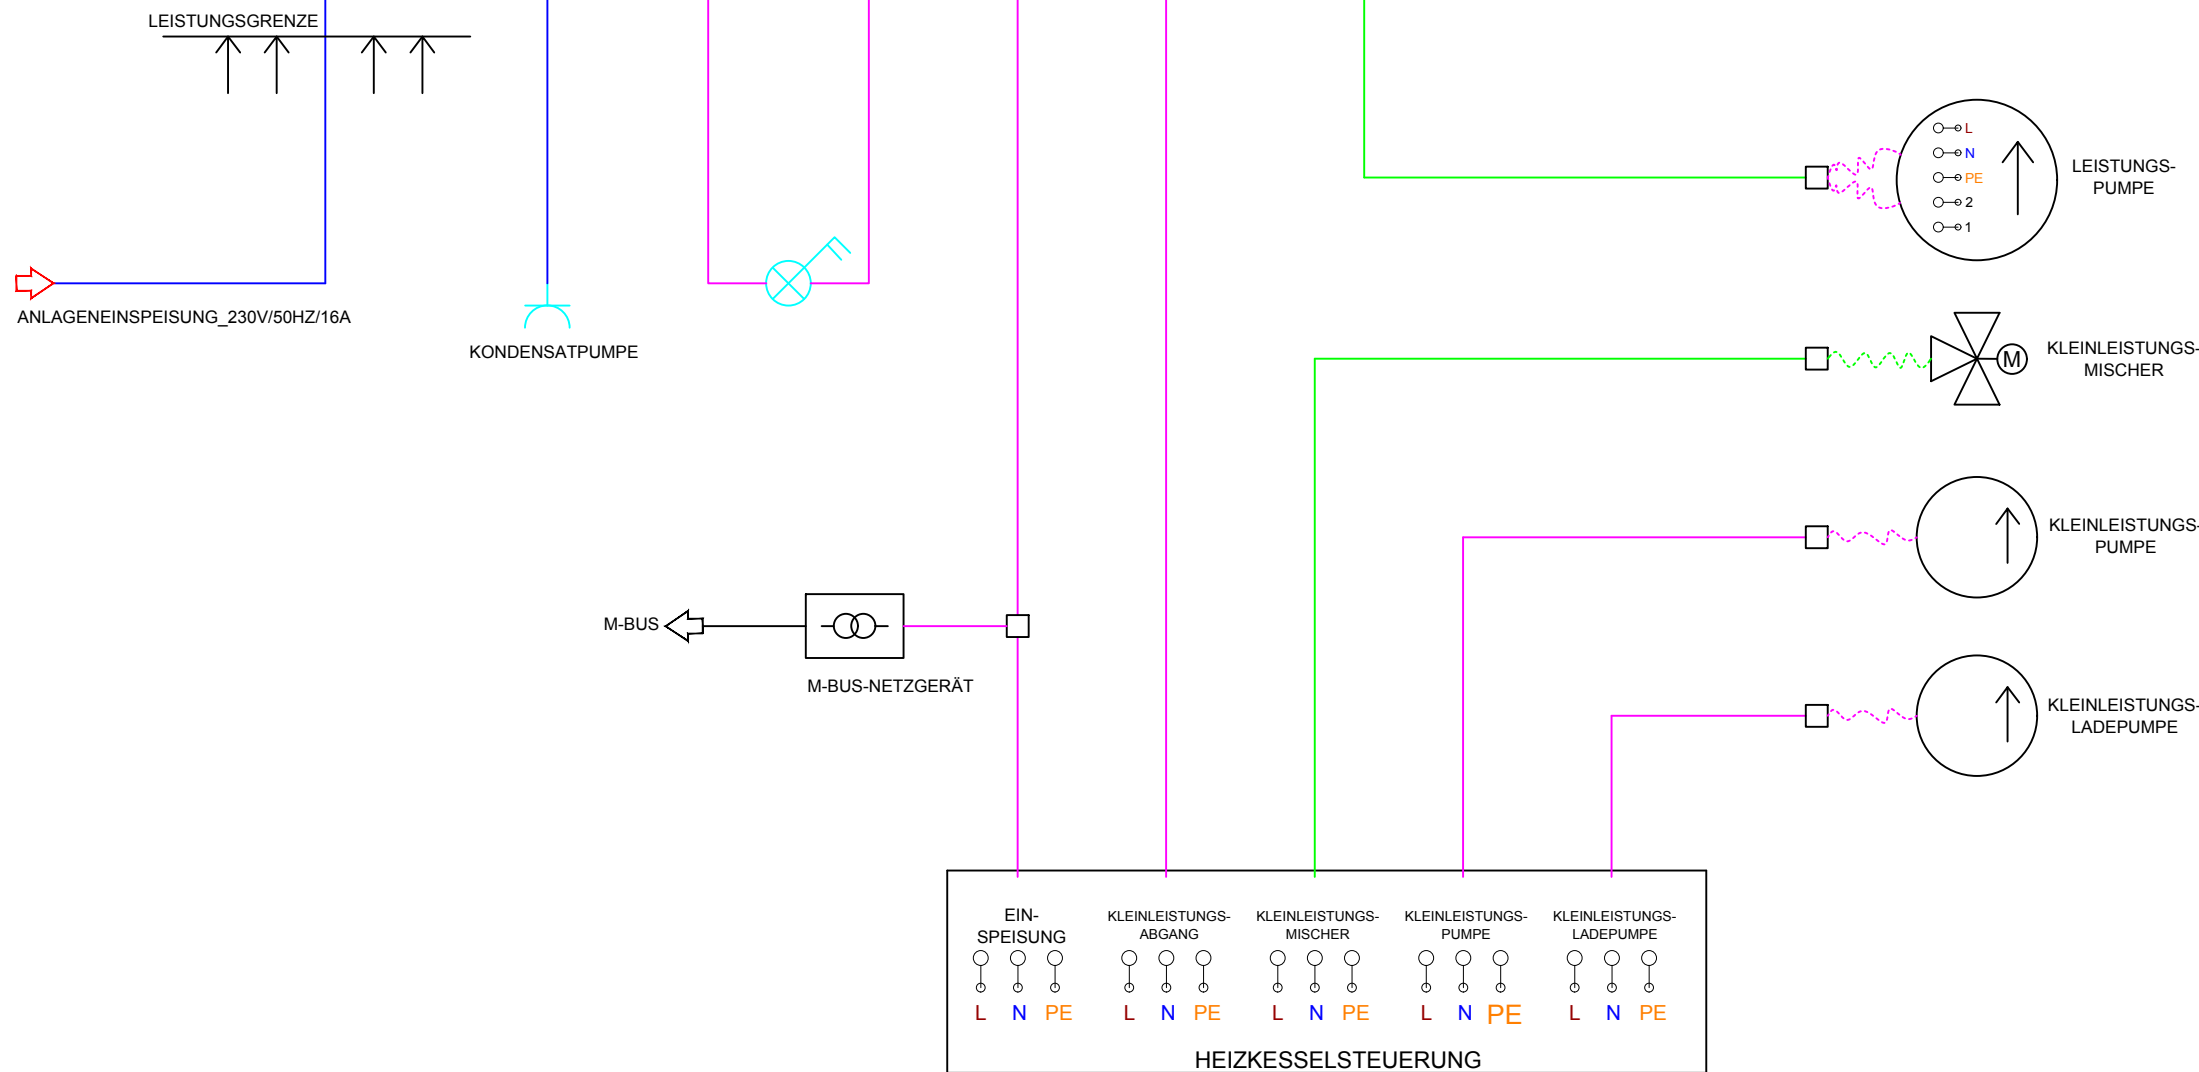 LEISTUNGSGRENZE
L
N
PE
2
1
LEISTUNGS-
PUMPE
ANLAGENEINSPEISUNG_230V/50HZ/16A
KONDENSATPUMPE
M
KLEINLEISTUNGS-
MISCHER
KLEINLEISTUNGS-
PUMPE
M-BUS
M-BUS-NETZGERÄT
KLEINLEISTUNGS-
LADEPUMPE
EIN-
SPEISUNG
L N PE
KLEINLEISTUNGS-
ABGANG
L N PE
KLEINLEISTUNGS-
MISCHER
L N PE
KLEINLEISTUNGS-
PUMPE
L N PE
KLEINLEISTUNGS-
LADEPUMPE
L N PE
HEIZKESSELSTEUERUNG